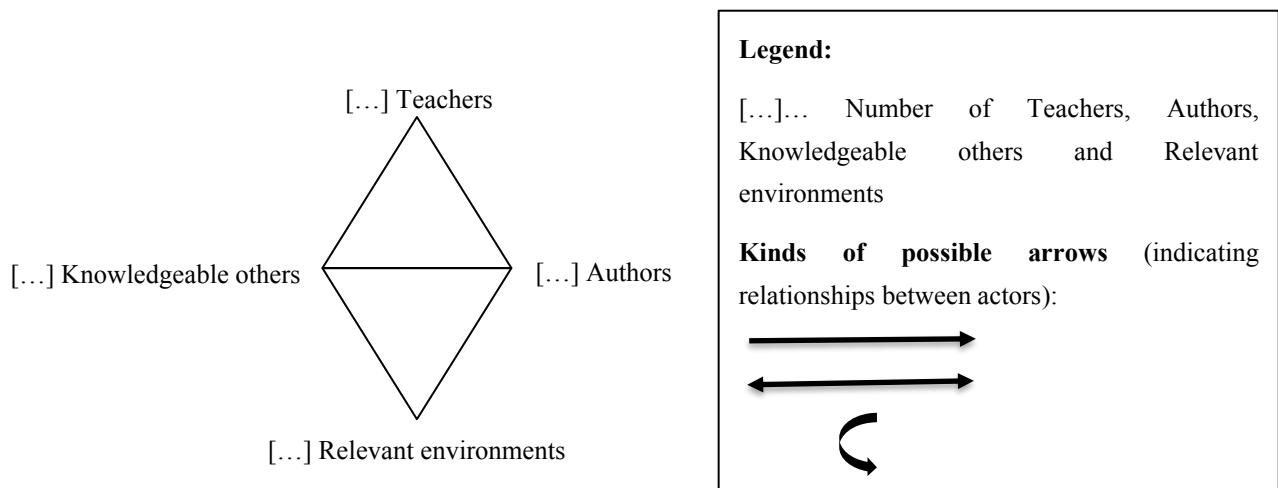 […] Teachers
[…] Knowledgeable others
[…] Authors
[…] Relevant environments
Legend:
[…]… Number of Teachers, Authors,
Knowledgeable others and Relevant
environments
Kinds of possible arrows (indicating
relationships between actors):